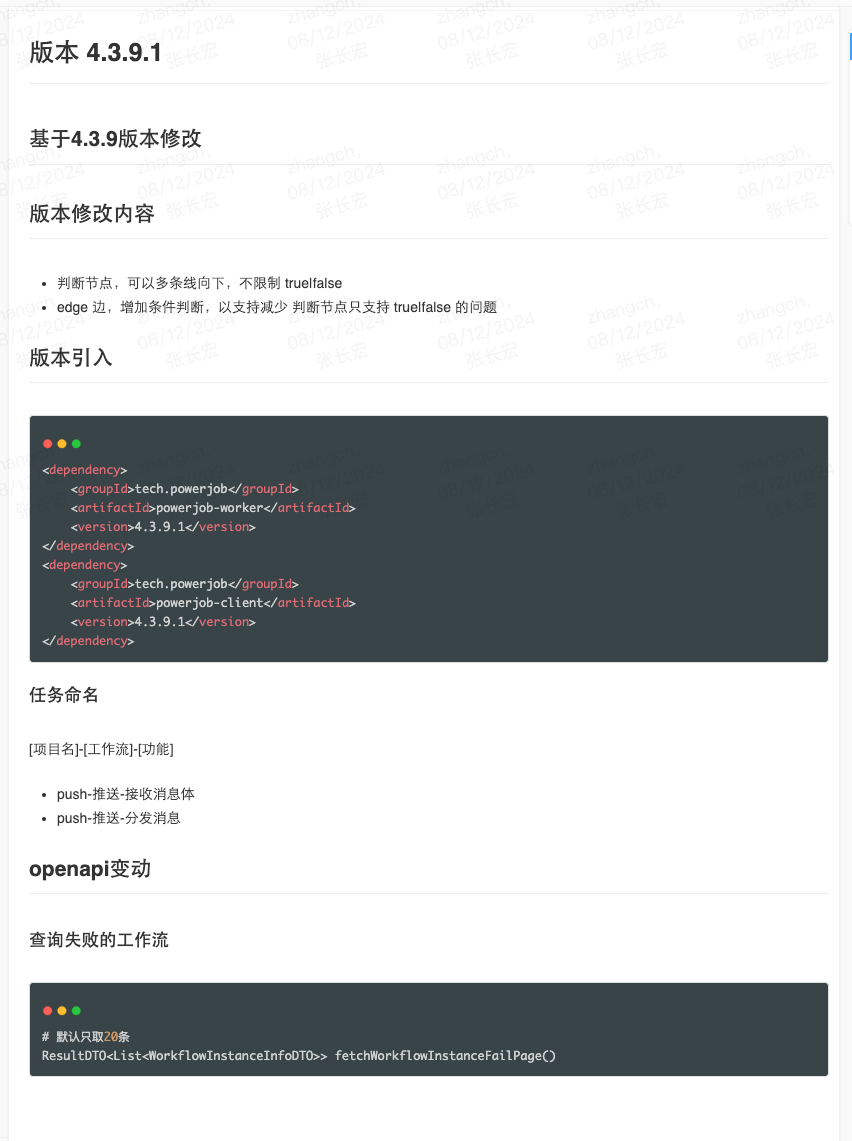 版本 4.3.9.1
基于4.3.9版本修改
版本修改内容
判断节点，可以多条线向下，不限制 true|false
edge 边，增加条件判断，以支持减少 判断节点只支持 true|false 的问题
版本引入
<dependency>
    <groupId>tech.powerjob</groupId>
    <artifactId>powerjob-worker</artifactId>
    <version>4.3.9.1</version>
</dependency>
<dependency>
    <groupId>tech.powerjob</groupId>
    <artifactId>powerjob-client</artifactId>
    <version>4.3.9.1</version>
</dependency>
任务命名
[项目名]-[工作流]-[功能]
push-推送-接收消息体
push-推送-分发消息
openapi变动
查询失败的工作流
# 默认只取20条
ResultDTO<List<WorkflowInstanceInfoDTO>> fetchWorkflowInstanceFailPage()
zhangch,
08/12/2024
张长宏